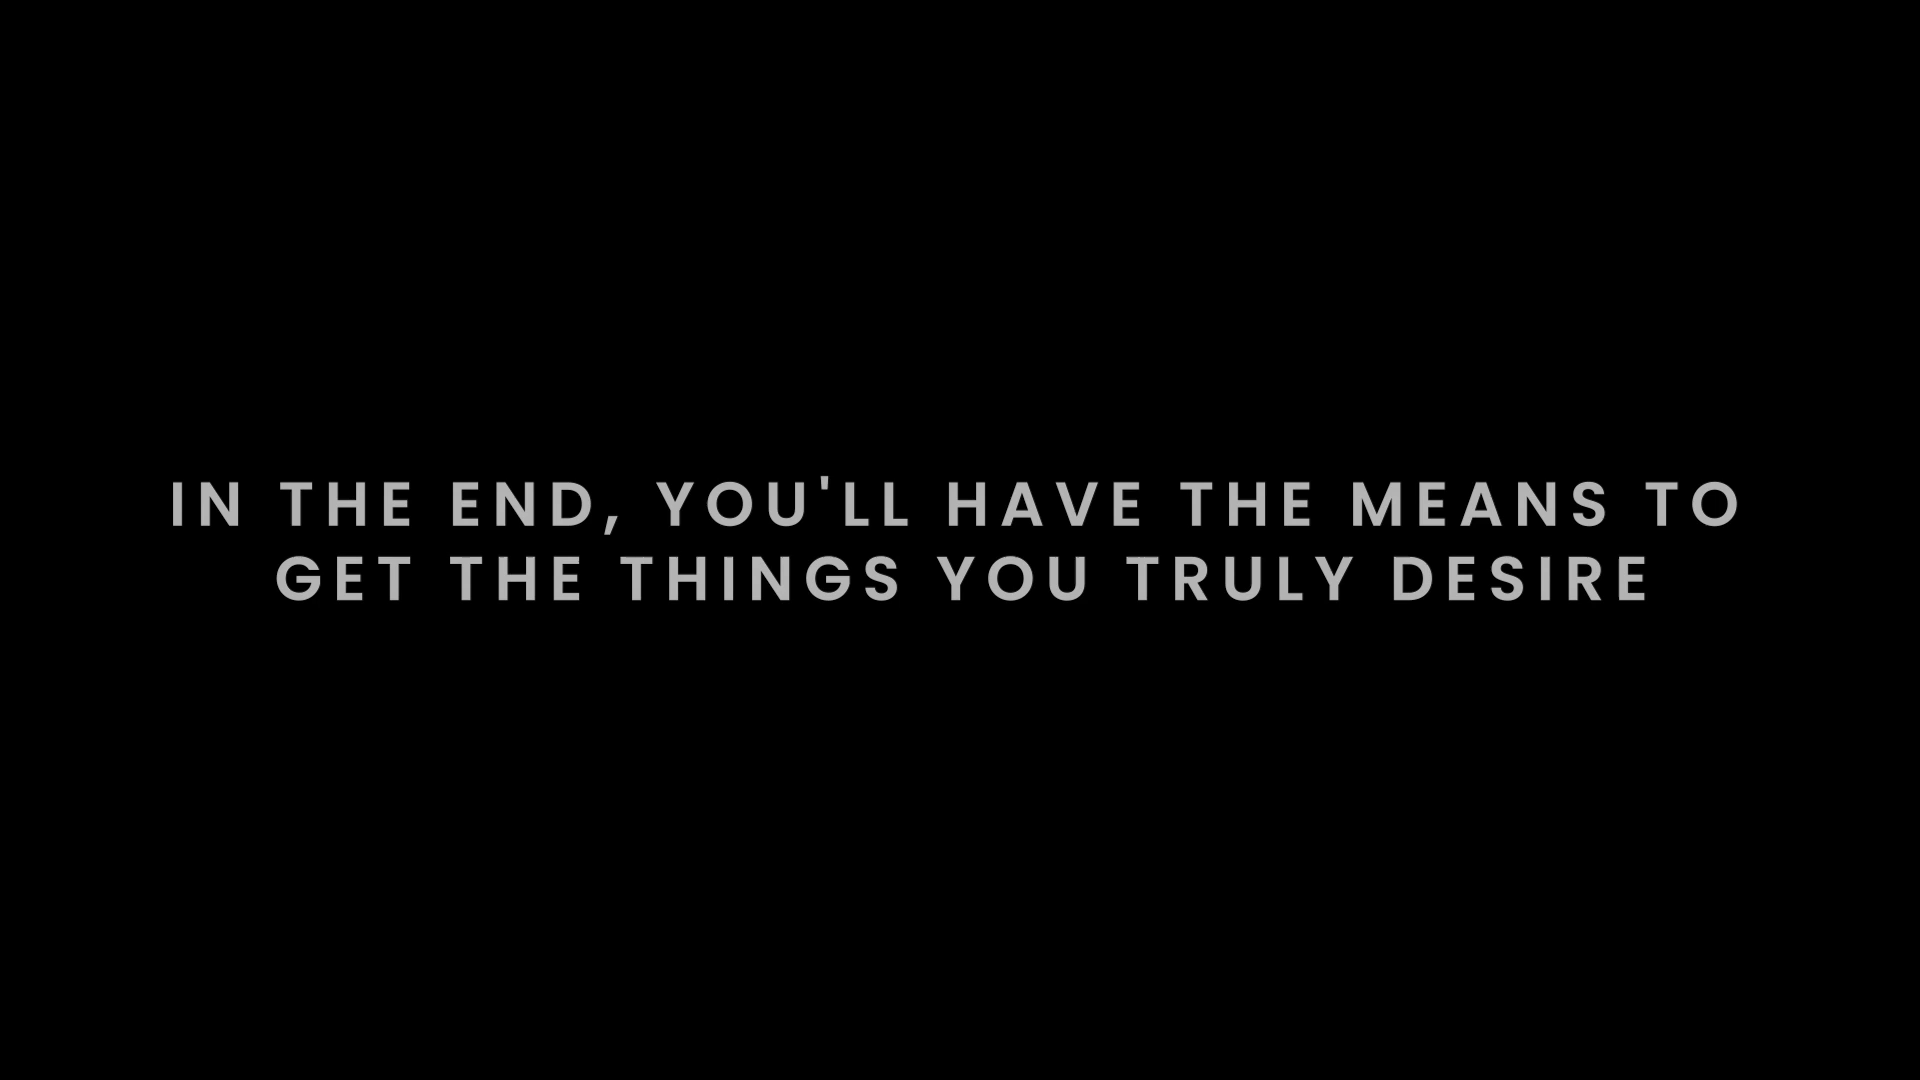 IN THE END, YOU'LL HAVE THE MEANS TO
GET THE THINGS YOU TRULY DESIRE